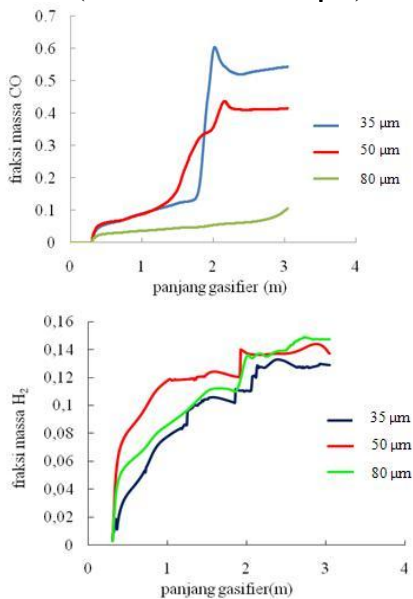 0.7
0.6
0.5
0.4
0.3
0.2
0.1
0
0 1 2 3 4
fraksi massa CO
panjang gasifier (m)
35 µm
50 µm
80 µm
0,16
0,14
0,12
0,1
0,08
0,06
0,04
0,02
0
0 1 2 3 4
fraksi massa H₂
panjang gasifier(m)
35 µm
50 µm
80 µm